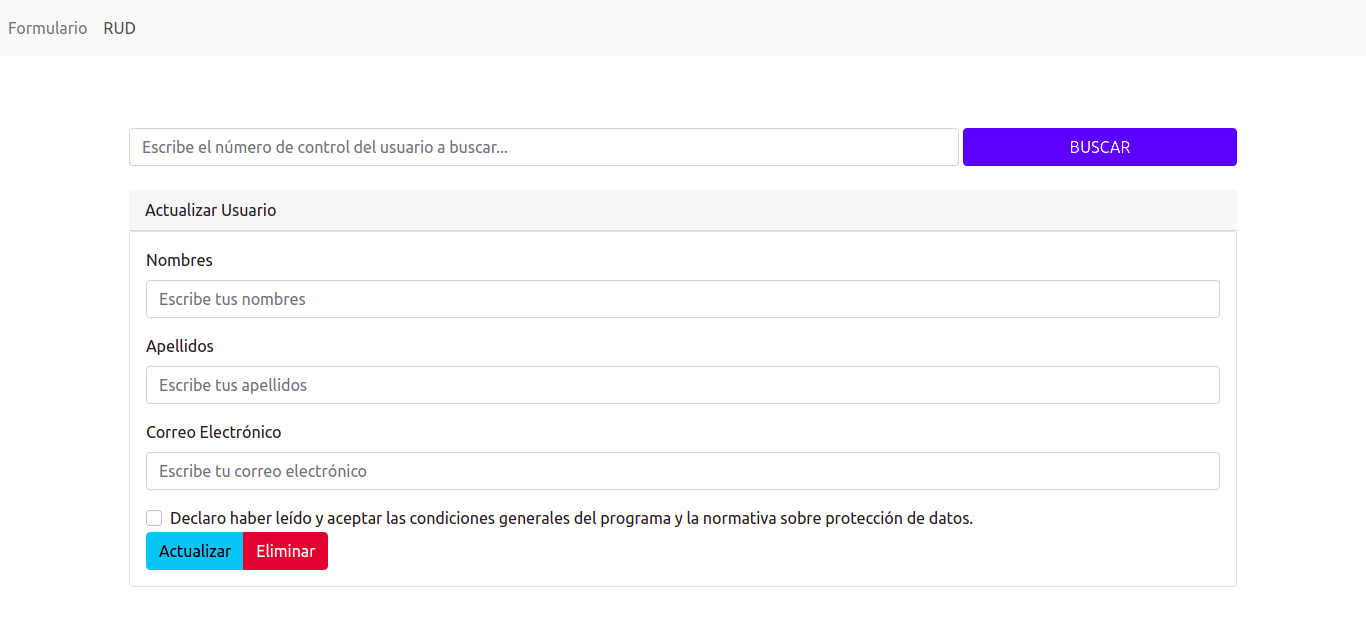 Formulario RUD
Escribe el número de control del usuario a buscar... BUSCAR
Actualizar Usuario
Nombres
Escribe tus nombres
Apellidos
Escribe tus apellidos
Correo Electrónico
Escribe tu correo electrónico
Declaro haber leído y aceptar las condiciones generales del programa y la normativa sobre protección de datos.
Actualizar Eliminar